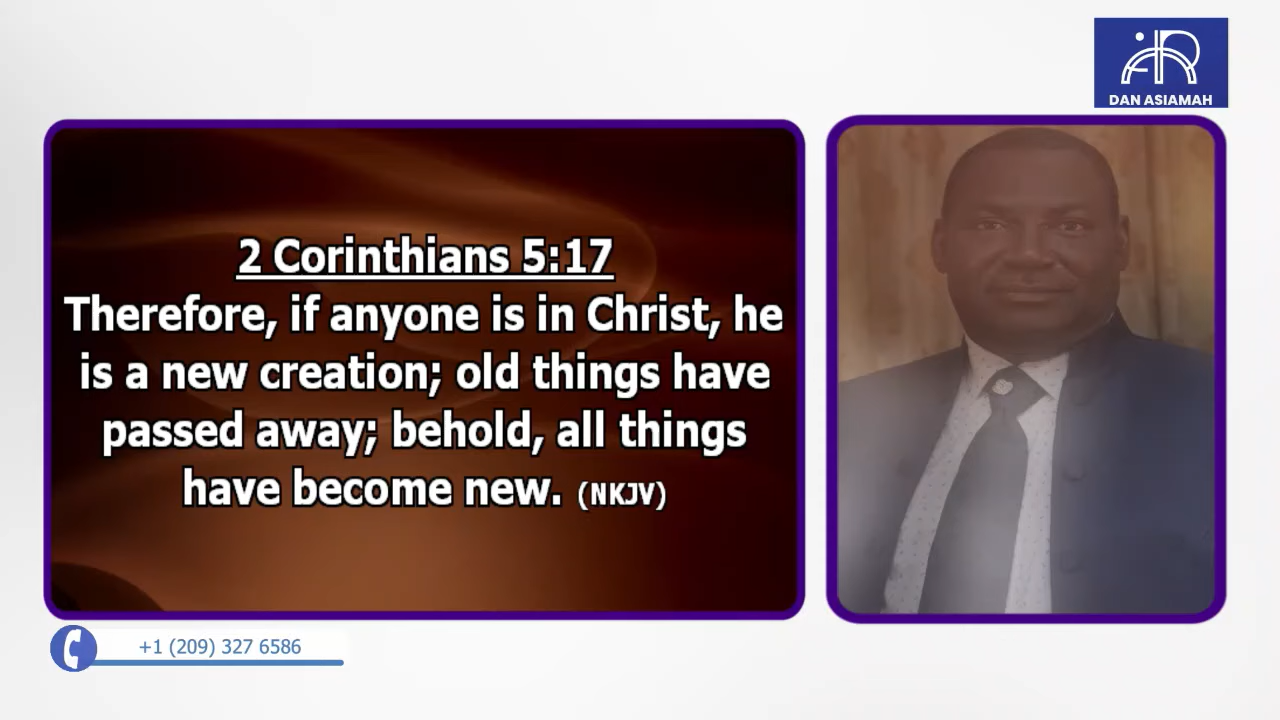 DAN ASIAMAH
2 Corinthians 5:17
Therefore, if anyone is in Christ, he
is a new creation; old things have
passed away; behold, all things
have become new. (NKJV)
+1 (209) 327 6586